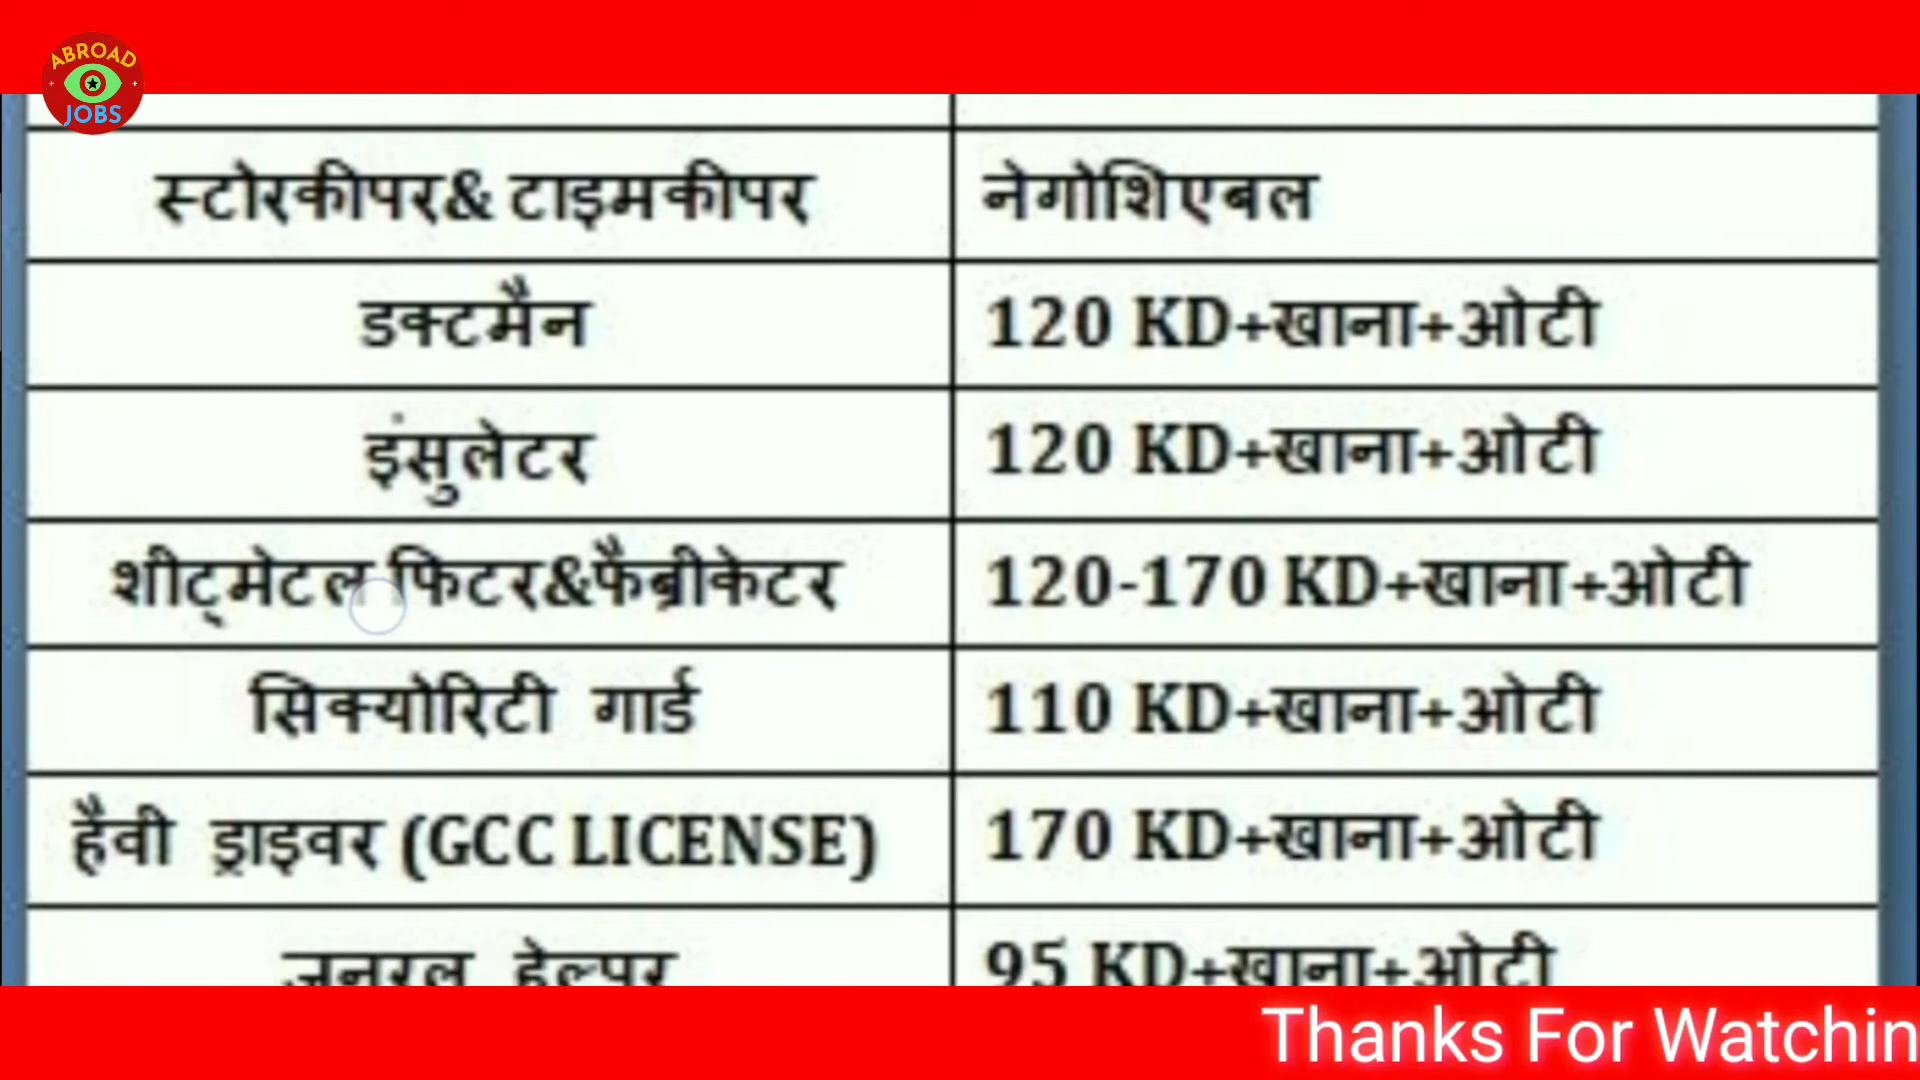 ABROAD
JOBS
स्टोरकीपर& टाइमकीपर नेगोशिएबल
डक्टमैन 120 KD+खाना+ओटी
इंसुलेटर 120 KD+खाना+ओटी
शीट्मेटल फिटर&फैब्रीकेटर 120-170 KD+खाना+ओटी
सिक्योरिटी गार्ड 110 KD+खाना+ओटी
हैवी ड्राइवर (GCC LICENSE) 170 KD+खाना+ओटी
जनरल हेल्पर 95 KD+खाना+ओटी
Thanks For Watchin